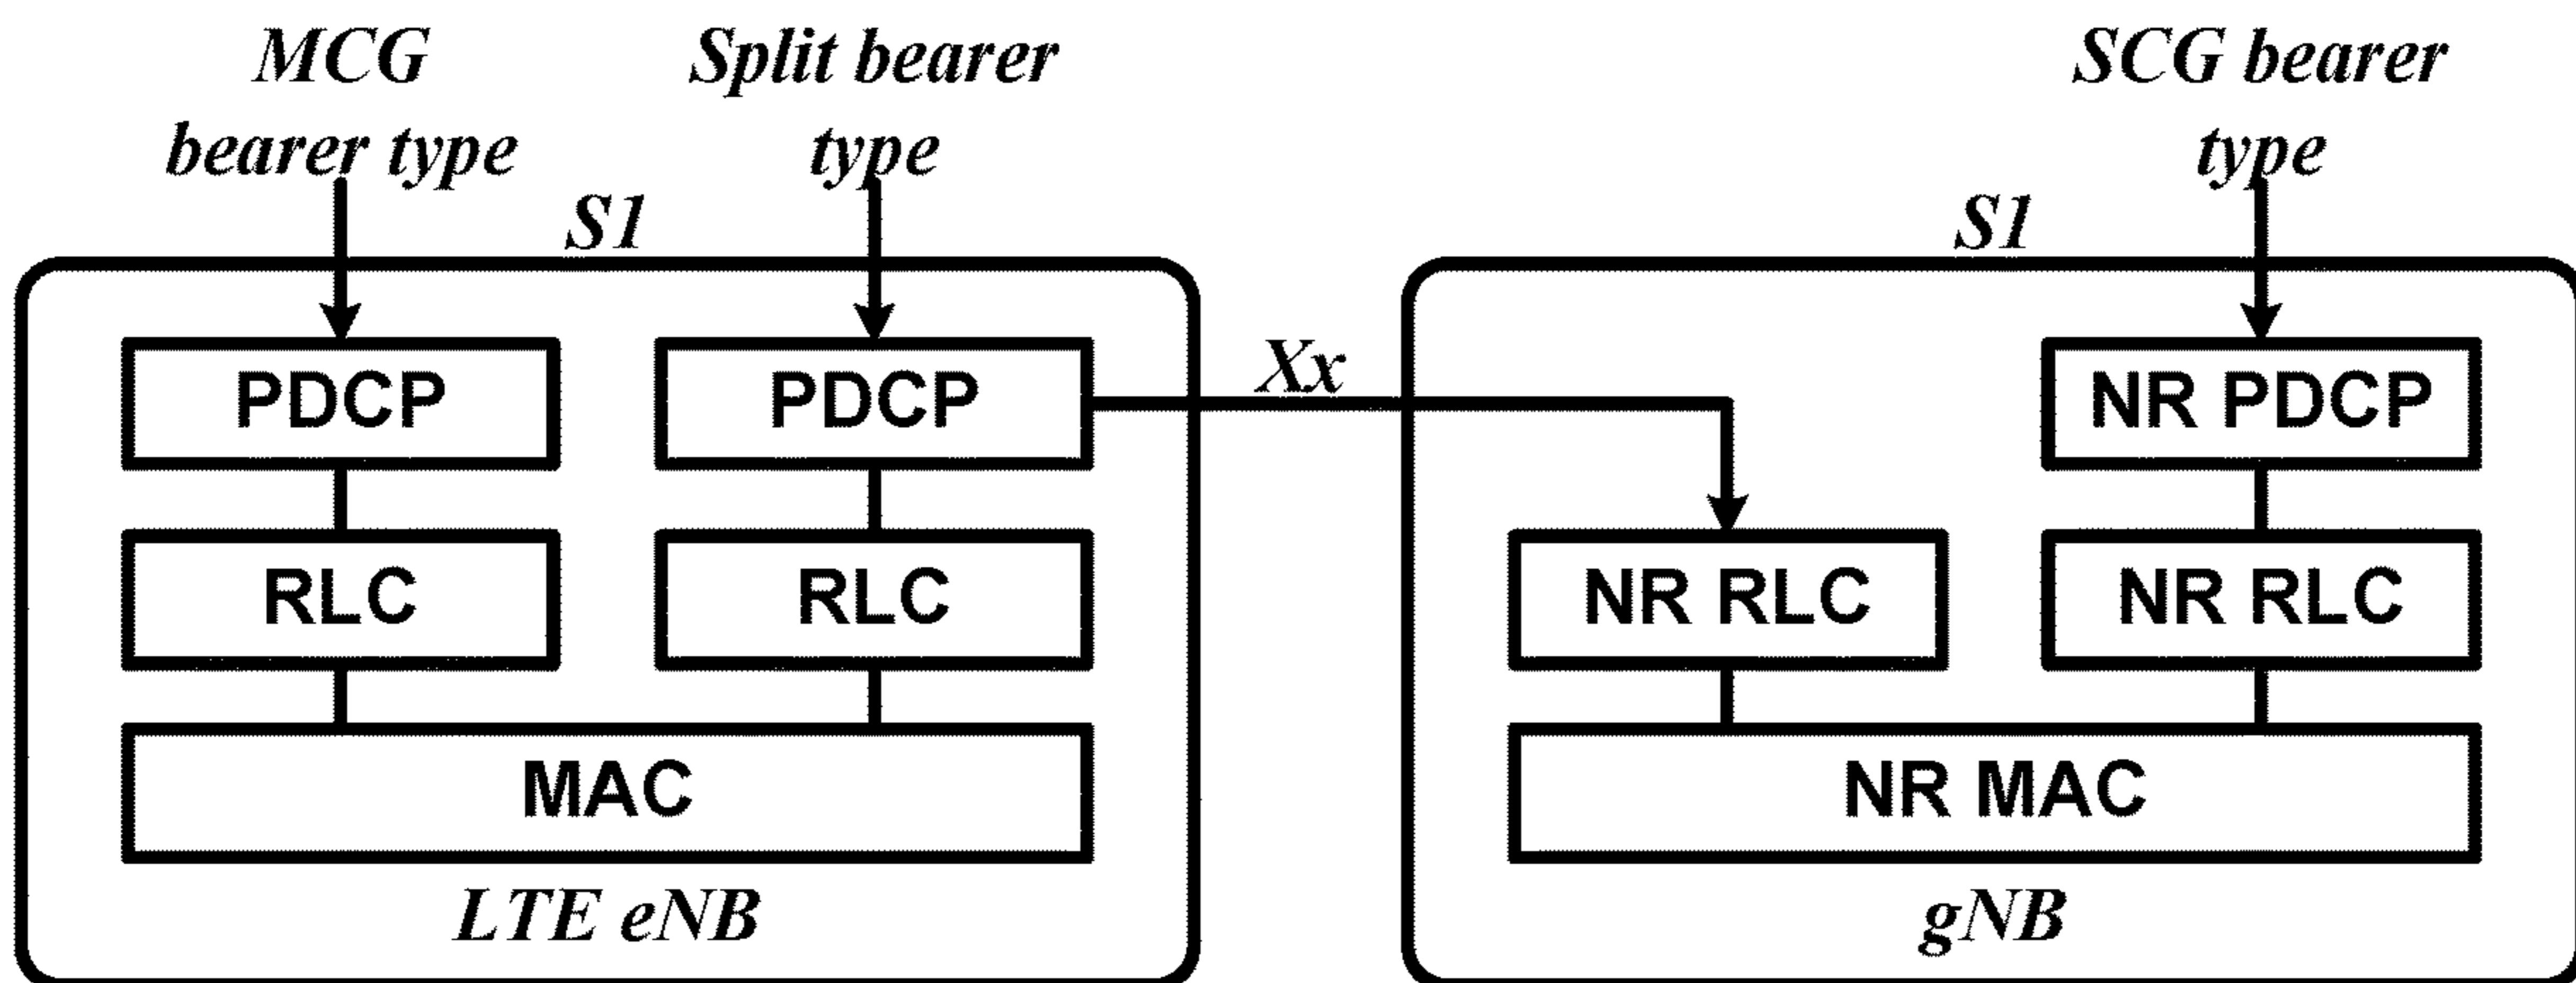 MCG
bearer type
Split bearer
type
SCG bearer
type
S1
S1
Xx
PDCP
PDCP
NR PDCP
RLC
RLC
NR RLC
NR RLC
MAC
NR MAC
LTE eNB
gNB